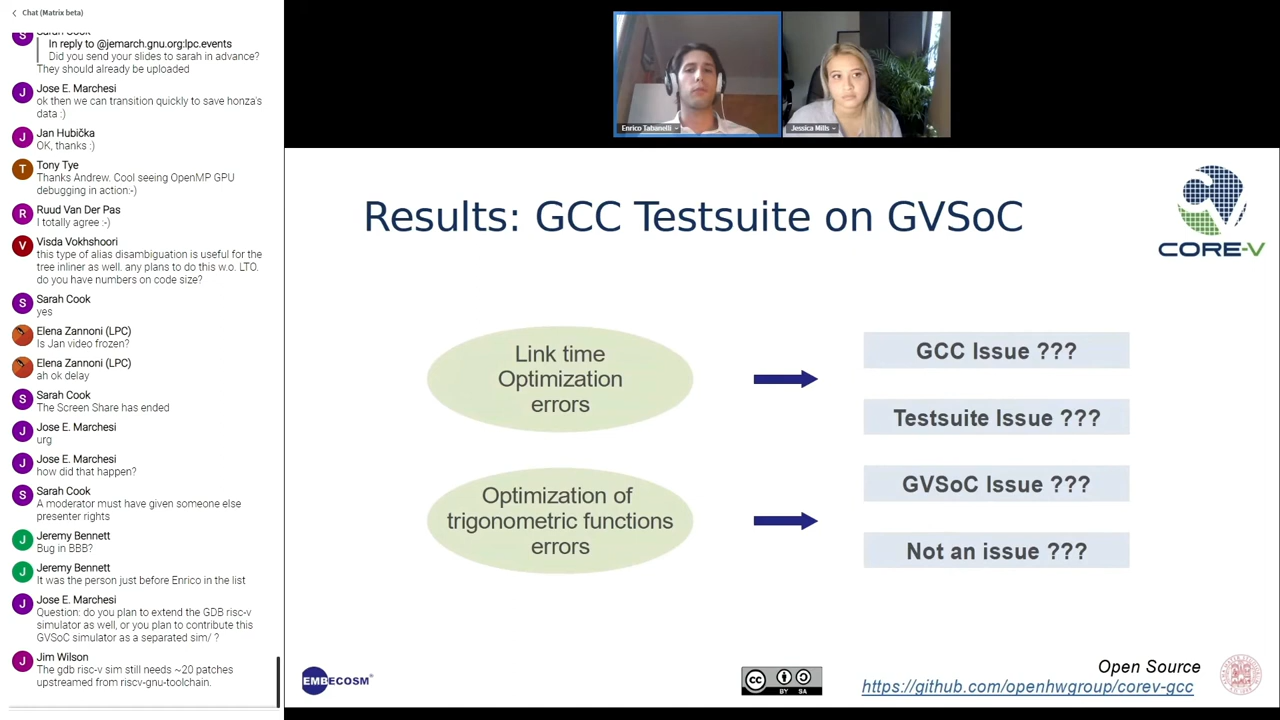 Chat (Matrix beta)
Sarah Cook
In reply to @jemarch.gnu.org:lpc.events
Did you send your slides to sarah in advance?
They should already be uploaded
Jose E. Marchesi
ok then we can transition quickly to save honza's
data :)
Jan Hubička
OK, thanks :)
Tony Tye
Thanks Andrew. Cool seeing OpenMP GPU
debugging in action:-)
Ruud Van Der Pas
I totally agree :-)
Visda Vokhshoori
this type of alias disambiguation is useful for the
tree inliner as well. any plans to do this w.o. LTO.
do you have numbers on code size?
Sarah Cook
yes
Elena Zannoni (LPC)
Is Jan video frozen?
Elena Zannoni (LPC)
ah ok delay
Sarah Cook
The Screen Share has ended
Jose E. Marchesi
urg
Jose E. Marchesi
how did that happen?
Sarah Cook
A moderator must have given someone else
presenter rights
Jeremy Bennett
Bug in BBB?
Jeremy Bennett
It was the person just before Enrico in the list
Jose E. Marchesi
Question: do you plan to extend the GDB risc-v
simulator as well, or you plan to contribute this
GVSoC simulator as a separated sim/ ?
Jim Wilson
The gdb risc-v sim still needs ~20 patches
upstreamed from riscv-gnu-toolchain.
S
J
J
T
R
V
S
S
J
J
S
J
J
J
J
Enrico Tabanelli
Jessica Mills
Results: GCC Testsuite on GVSoC
CORE-V
Link time
Optimization
errors
GCC Issue ???
Testsuite Issue ???
Optimization of
trigonometric functions
errors
GVSoC Issue ???
Not an issue ???
EMBECOSM®
cc
BY SA
Open Source
https://github.com/openhwgroup/corev-gcc